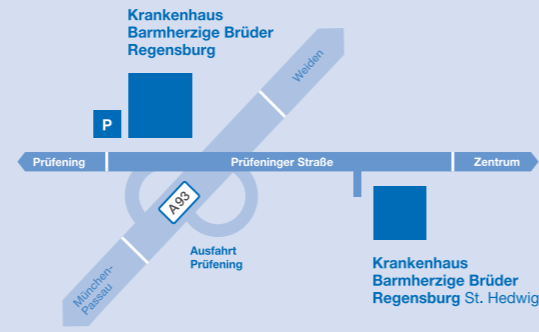 Krankenhaus
Barmherzige Brüder
Regensburg
Weiden
P
Prüfening
Prüfeninger Straße
Zentrum
A93
Ausfahrt
Prüfening
München-
Passau
Krankenhaus
Barmherzige Brüder
Regensburg St. Hedwig